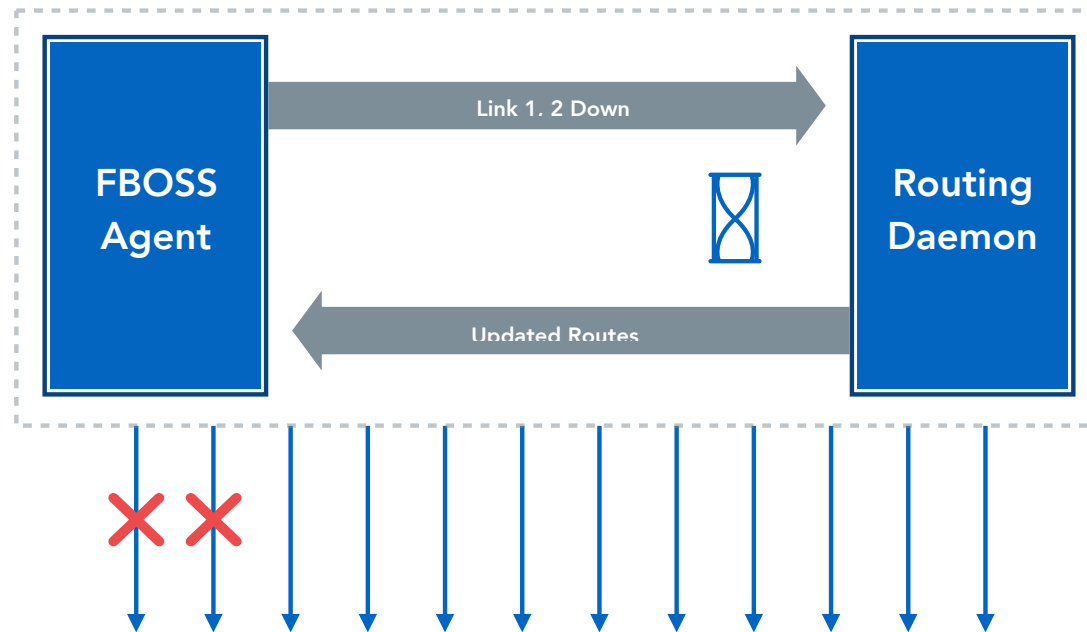 Link 1, 2 Down
FBOSS
Agent
Routing
Daemon
Updated Routes